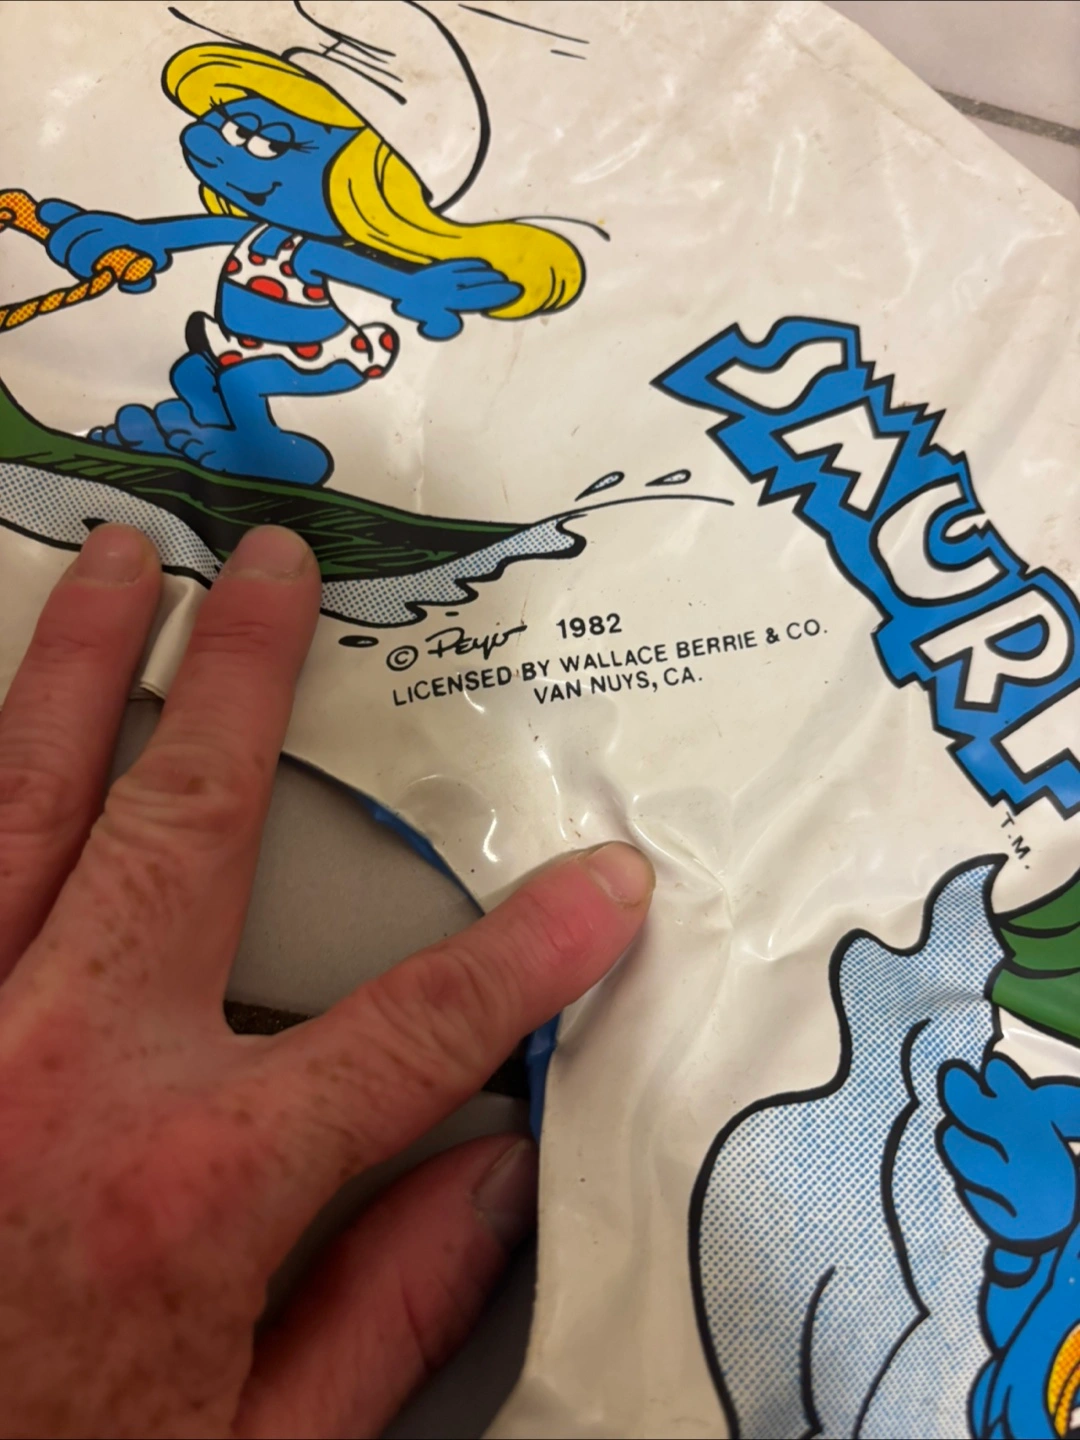 SMURF
T.M.
© Peyo 1982
LICENSED BY WALLACE BERRIE & CO.
VAN NUYS, CA.